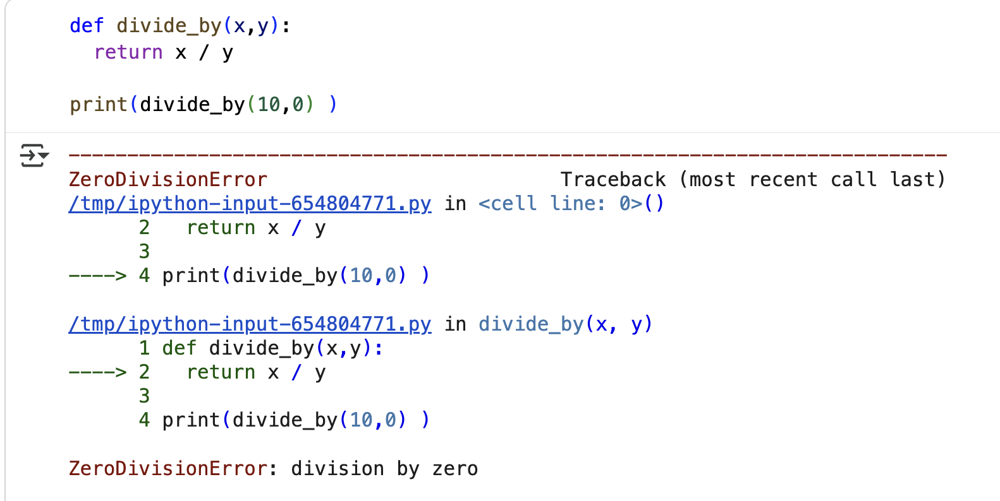 def divide_by(x,y):
  return x / y

print(divide_by(10,0) )
---------------------------------------------------------------------------
ZeroDivisionError                         Traceback (most recent call last)
/tmp/ipython-input-654804771.py in <cell line: 0>()
      2   return x / y
      3
----> 4 print(divide_by(10,0) )

/tmp/ipython-input-654804771.py in divide_by(x, y)
      1 def divide_by(x,y):
----> 2   return x / y
      3
      4 print(divide_by(10,0) )

ZeroDivisionError: division by zero